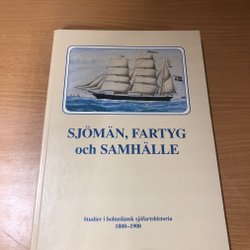 SJÖMÄN, FARTYG
och SAMHÄLLE
Studier i bohuslänsk sjöfartshistoria
1800–1900